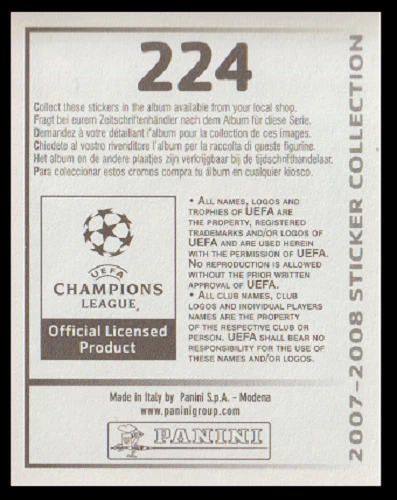 224
Collect these stickers in the album available from your local shop.
Fragt bei eurem Zeitschriftenhändler nach dem Album für diese Serie.
Demandez à votre détaillant l'album pour la collection de ces images.
Chiedete al vostro rivenditore l'album per la raccolta di queste figurine.
Het album en de andere plaatjes zijn verkrijgbaar bij de tijdschrifthandelaar.
Para coleccionar estos cromos compra tu álbum en cualquier kiosco.
UEFA
CHAMPIONS
LEAGUE
Official Licensed
Product
• ALL NAMES, LOGOS AND
TROPHIES OF UEFA ARE
THE PROPERTY, REGISTERED
TRADEMARKS AND/OR LOGOS OF
UEFA AND ARE USED HEREIN
WITH THE PERMISSION OF UEFA.
NO REPRODUCTION IS ALLOWED
WITHOUT THE PRIOR WRITTEN
APPROVAL OF UEFA.
• ALL CLUB NAMES, CLUB
LOGOS AND INDIVIDUAL PLAYERS
NAMES ARE THE PROPERTY
OF THE RESPECTIVE CLUB OR
PERSON. UEFA SHALL BEAR NO
RESPONSIBILITY FOR THE USE OF
THESE NAMES AND/OR LOGOS.
Made in Italy by Panini S.p.A. - Modena
www.paninigroup.com
PANINI
2007-2008 STICKER COLLECTION